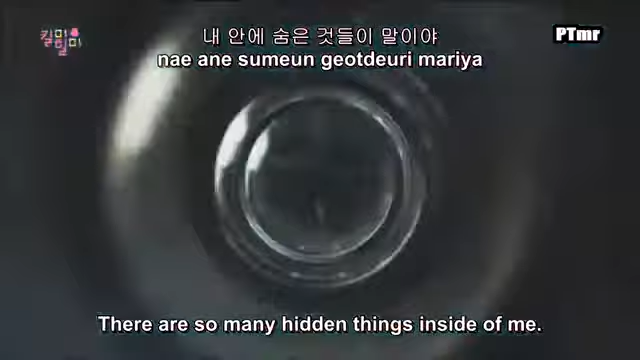 킬미
힐미
내 안에 숨은 것들이 말이야
PTmr
nae ane sumeun geotdeuri mariya
There are so many hidden things inside of me.